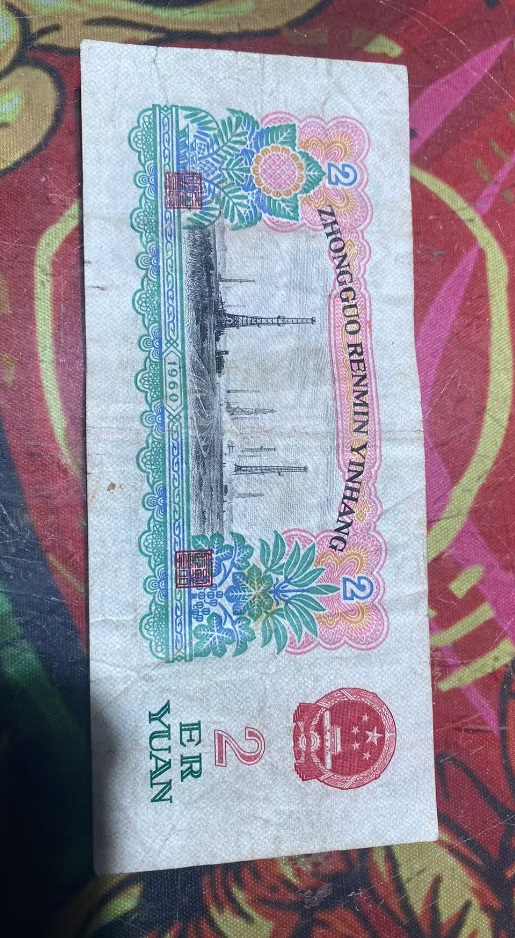 ZHONGGUO RENMIN YINHANG
2
2
1960
2
ER
YUAN